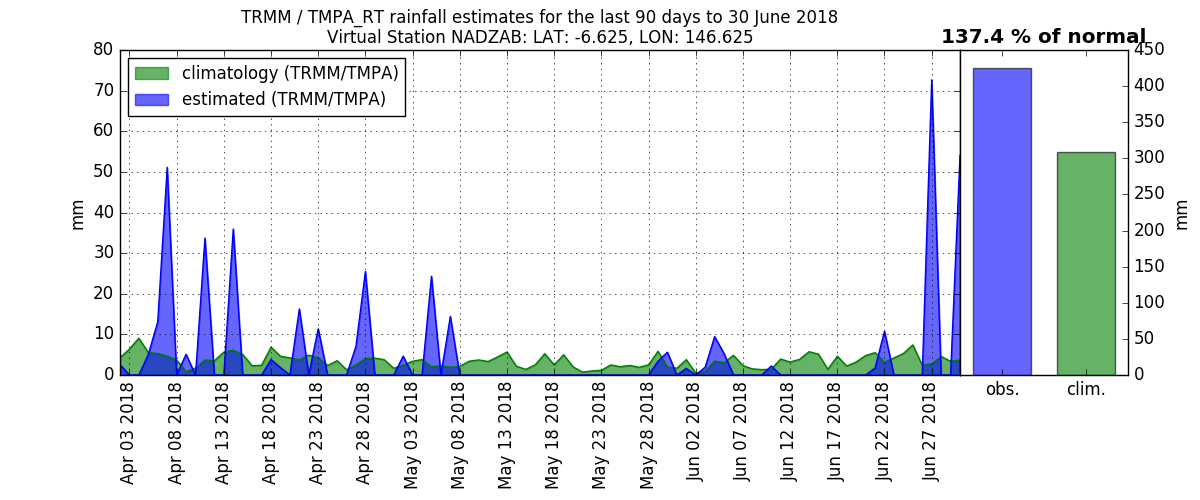 TRMM / TMPA_RT rainfall estimates for the last 90 days to 30 June 2018
Virtual Station NADZAB: LAT: -6.625, LON: 146.625
137.4 % of normal
climatology (TRMM/TMPA)
estimated (TRMM/TMPA)
mm
80
70
60
50
40
30
20
10
0
Apr 03 2018
Apr 08 2018
Apr 13 2018
Apr 18 2018
Apr 23 2018
Apr 28 2018
May 03 2018
May 08 2018
May 13 2018
May 18 2018
May 23 2018
May 28 2018
Jun 02 2018
Jun 07 2018
Jun 12 2018
Jun 17 2018
Jun 22 2018
Jun 27 2018
obs.
clim.
450
400
350
300
250
200
150
100
50
0
mm